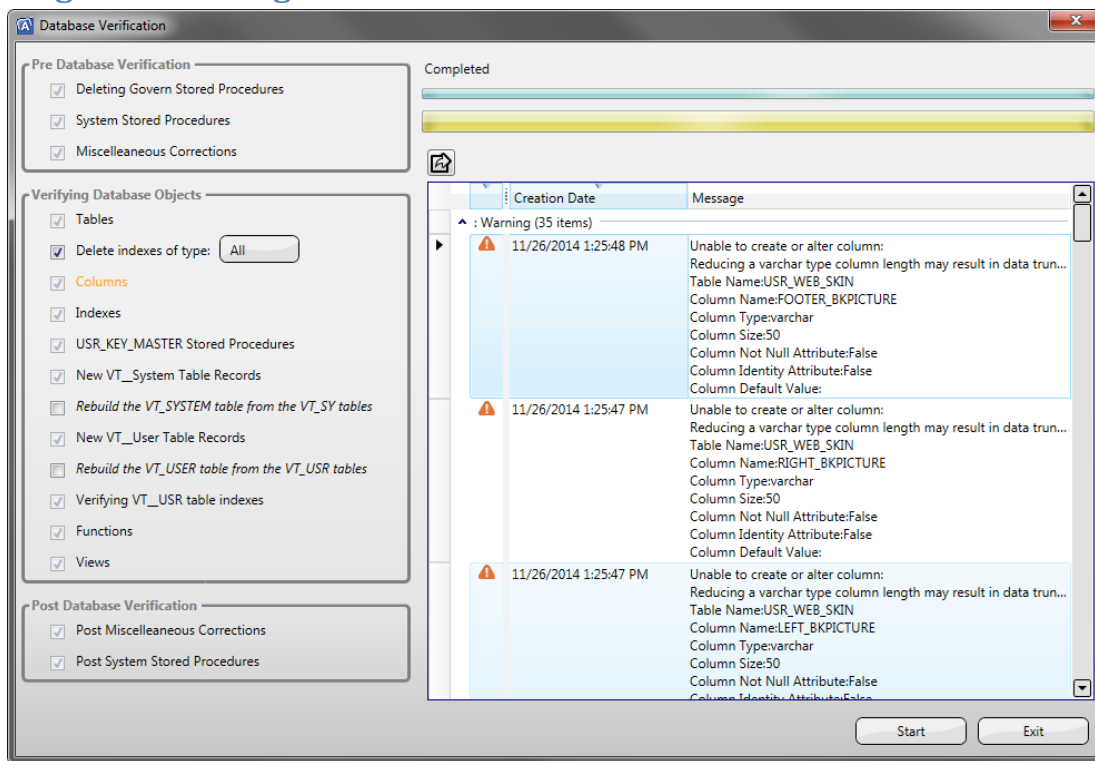 Database Verification
Pre Database Verification
Deleting Govern Stored Procedures
System Stored Procedures
Miscelleaneous Corrections
Verifying Database Objects
Tables
Delete indexes of type: All
Columns
Indexes
USR_KEY_MASTER Stored Procedures
New VT__System Table Records
Rebuild the VT_SYSTEM table from the VT_SY tables
New VT__User Table Records
Rebuild the VT_USER table from the VT_USR tables
Verifying VT__USR table indexes
Functions
Views
Post Database Verification
Post Miscelleaneous Corrections
Post System Stored Procedures
Completed
Creation Date Message
: Warning (35 items)
11/26/2014 1:25:48 PM Unable to create or alter column:
Reducing a varchar type column length may result in data trun...
Table Name:USR_WEB_SKIN
Column Name:FOOTER_BKPICTURE
Column Type:varchar
Column Size:50
Column Not Null Attribute:False
Column Identity Attribute:False
Column Default Value:
11/26/2014 1:25:47 PM Unable to create or alter column:
Reducing a varchar type column length may result in data trun...
Table Name:USR_WEB_SKIN
Column Name:RIGHT_BKPICTURE
Column Type:varchar
Column Size:50
Column Not Null Attribute:False
Column Identity Attribute:False
Column Default Value:
11/26/2014 1:25:47 PM Unable to create or alter column:
Reducing a varchar type column length may result in data trun...
Table Name:USR_WEB_SKIN
Column Name:LEFT_BKPICTURE
Column Type:varchar
Column Size:50
Column Not Null Attribute:False
Column Identity Attribute:False
Start Exit